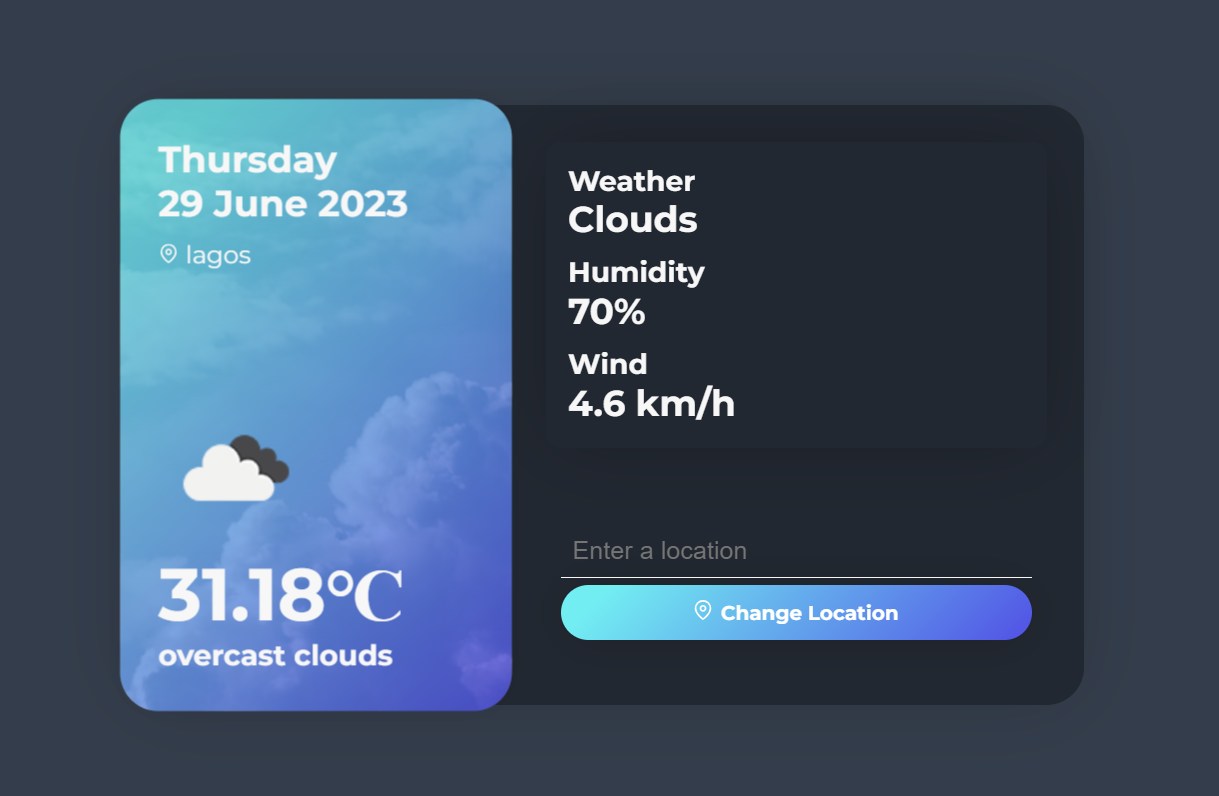 Thursday
29 June 2023
lagos
31.18℃
overcast clouds
Weather
Clouds
Humidity
70%
Wind
4.6 km/h
Enter a location
Change Location